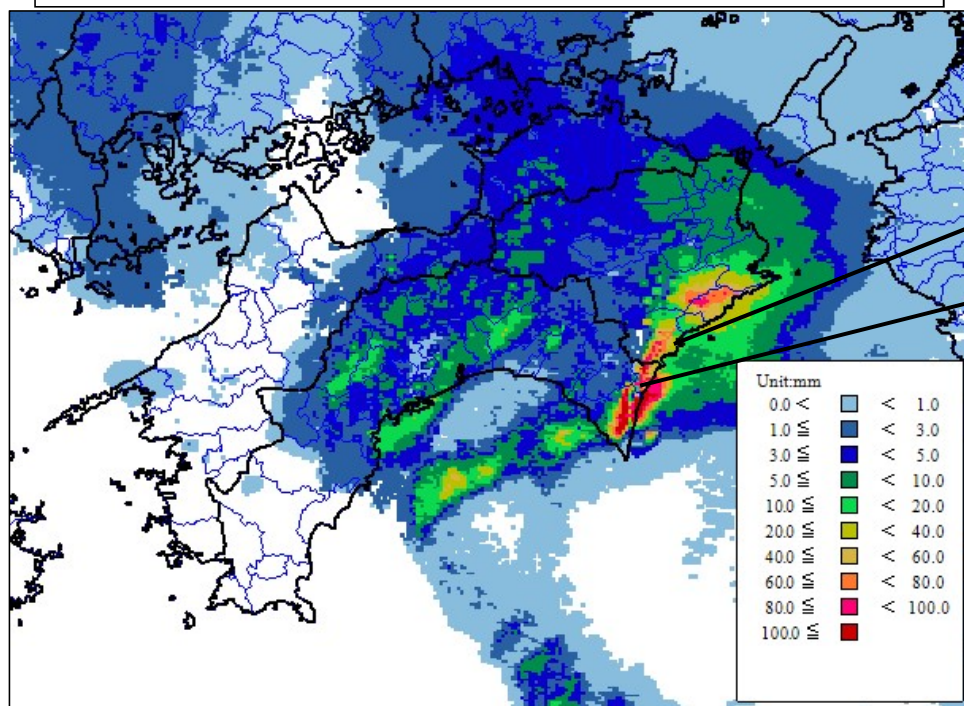 Unit:mm
0.0 < < 1.0
1.0 ≦ < 3.0
3.0 ≦ < 5.0
5.0 ≦ < 10.0
10.0 ≦ < 20.0
20.0 ≦ < 40.0
40.0 ≦ < 60.0
60.0 ≦ < 80.0
80.0 ≦ < 100.0
100.0 ≦